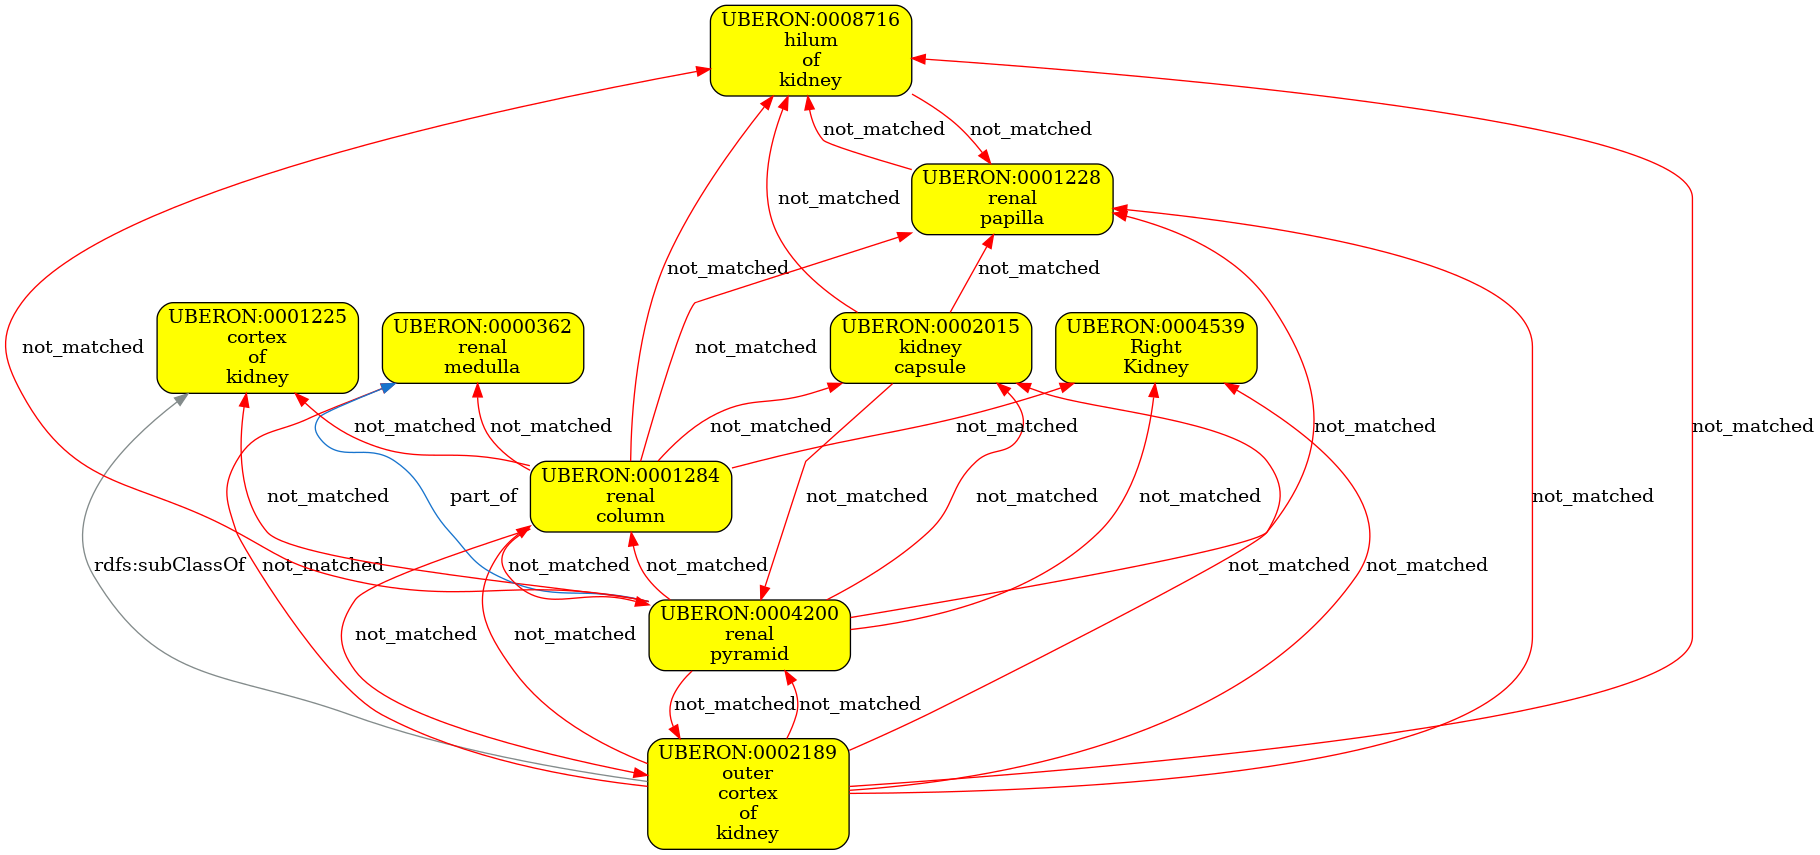 UBERON:0008716
hilum
of
kidney
not_matched
not_matched
UBERON:0001228
renal
papilla
not_matched
not_matched
not_matched
UBERON:0001225
cortex
of
kidney
UBERON:0000362
renal
medulla
UBERON:0002015
kidney
capsule
UBERON:0004539
Right
Kidney
not_matched
not_matched
not_matched
not_matched
not_matched
not_matched
not_matched
not_matched
UBERON:0001284
renal
column
not_matched
part_of
not_matched
not_matched
not_matched
not_matched
rdfs:subClassOf
not_matched
not_matched
not_matched
not_matched
not_matched
UBERON:0004200
renal
pyramid
not_matched
not_matched
not_matched
not_matched
UBERON:0002189
outer
cortex
of
kidney